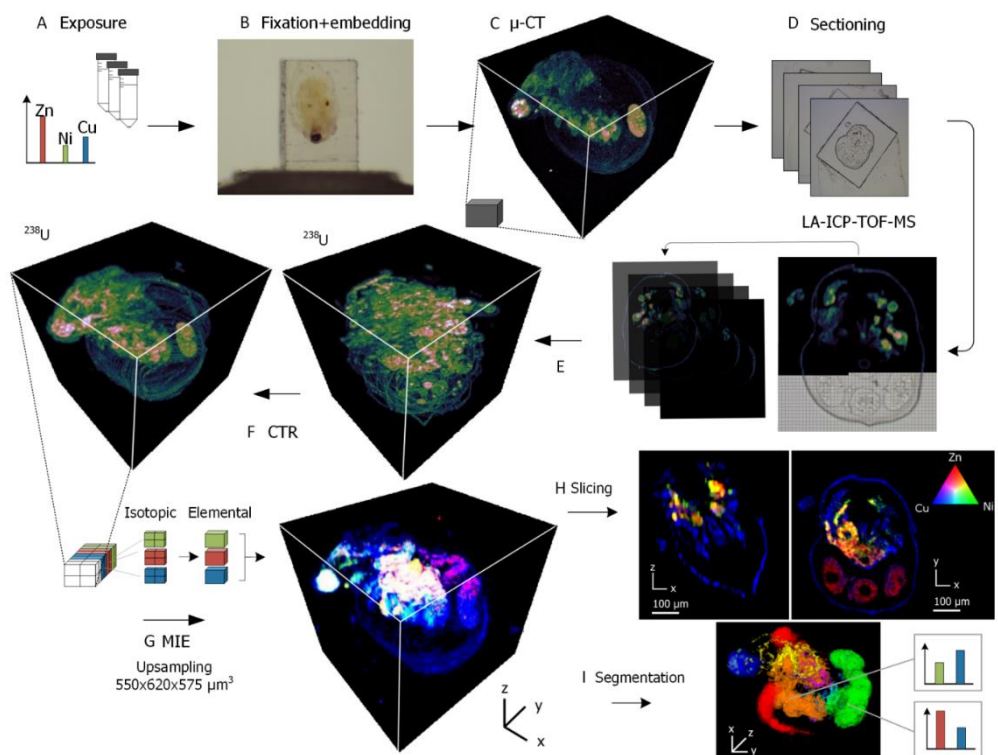 A Exposure
B Fixation+embedding
C μ-CT
D Sectioning
Zn
Ni
Cu
LA-ICP-TOF-MS
238U
238U
E
F CTR
Isotopic
Elemental
G MIE
Upsampling
550x620x575 μm3
z
y
x
H Slicing
z
x
100 μm
Zn
Cu
Ni
y
x
100 μm
I Segmentation
x
z
y